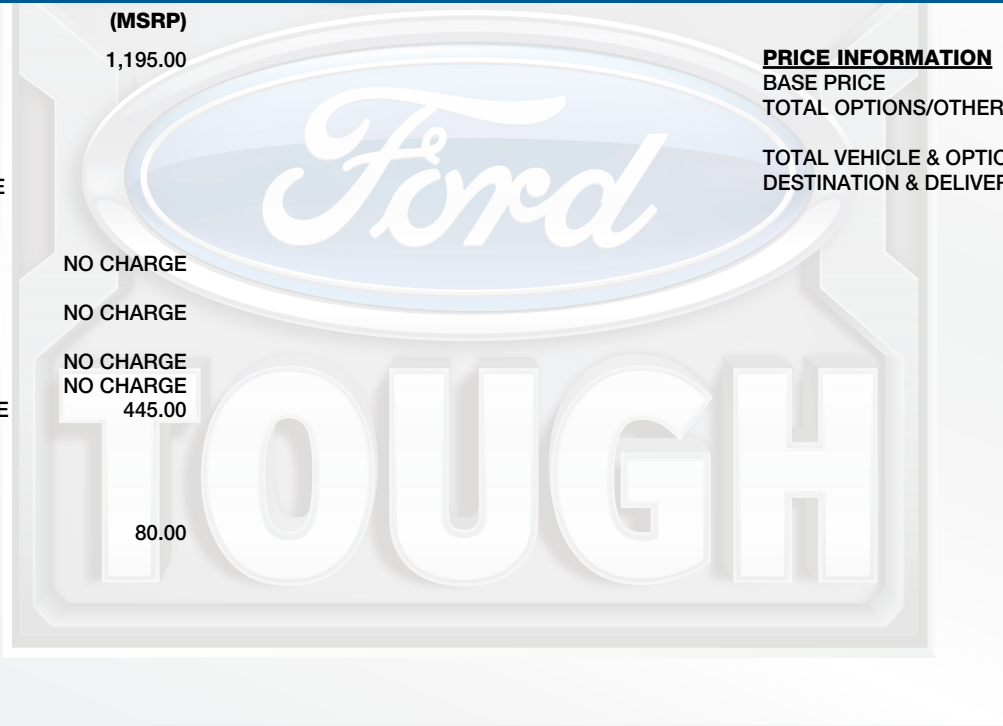 (MSRP)
1,195.00
E
NO CHARGE
NO CHARGE
NO CHARGE
NO CHARGE
E 445.00
80.00
PRICE INFORMATION
BASE PRICE
TOTAL OPTIONS/OTHER
TOTAL VEHICLE & OPTIO
DESTINATION & DELIVER
Ford
TOUGH